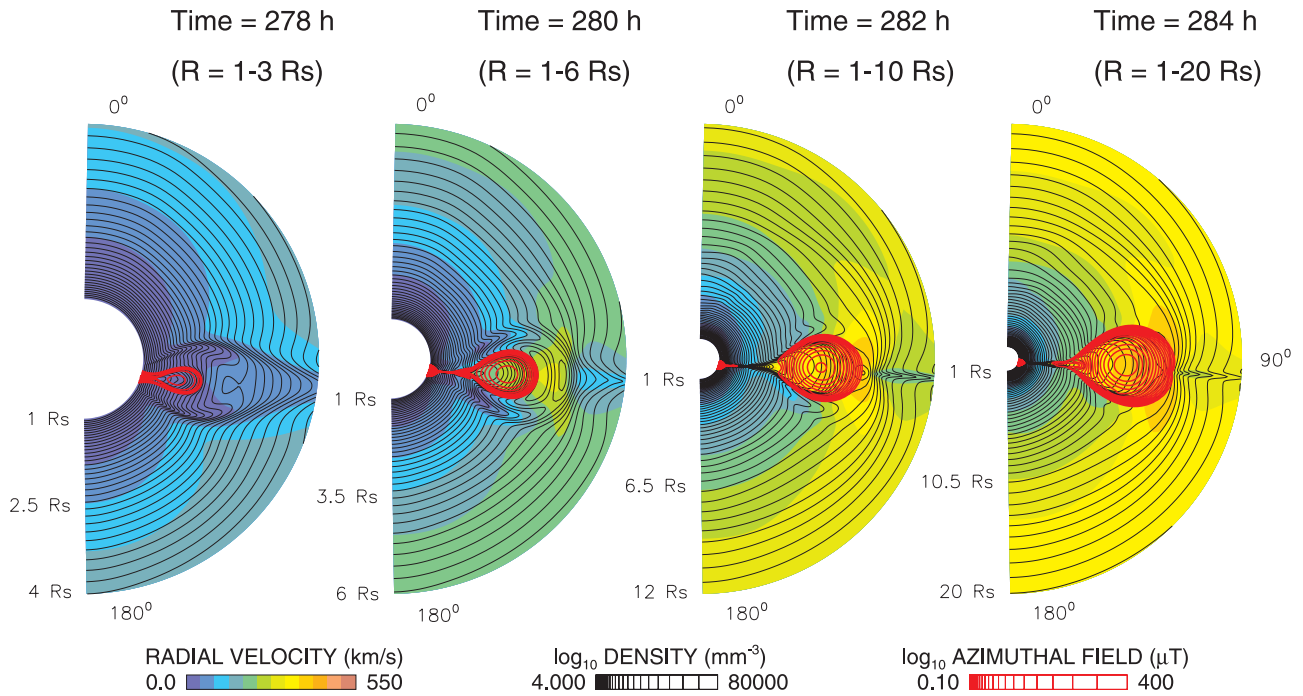 Time = 278 h
(R = 1-3 Rs)
Time = 280 h
(R = 1-6 Rs)
Time = 282 h
(R = 1-10 Rs)
Time = 284 h
(R = 1-20 Rs)
0⁰
0⁰
0⁰
0⁰
1 Rs
2.5 Rs
4 Rs
180⁰
1 Rs
3.5 Rs
6 Rs
180⁰
1 Rs
6.5 Rs
12 Rs
180⁰
1 Rs
90⁰
10.5 Rs
20 Rs
180⁰
RADIAL VELOCITY (km/s)
0.0 550
log₁₀ DENSITY (mm⁻³)
4.000 80000
log₁₀ AZIMUTHAL FIELD (μT)
0.10 400